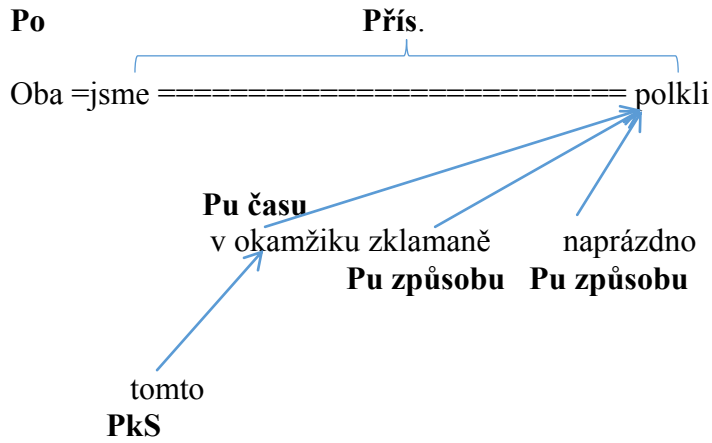 Po Přís.
Oba =jsme ========================== polkli
Pu času
v okamžiku zklamaně naprázdno
Pu způsobu Pu způsobu
tomto
PkS